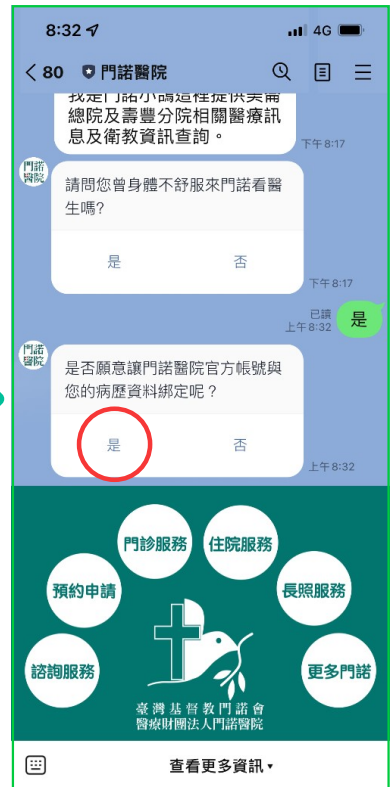 8:32
4G
80 門諾醫院
我是門諾小鴿這裡提供美崙
總院及壽豐分院相關醫療訊
息及衛教資訊查詢。
下午8:17
門諾
醫院
請問您曾身體不舒服來門諾看醫
生嗎?
是 否
下午8:17
已讀
上午8:32
是
門諾
醫院
是否願意讓門諾醫院官方帳號與
您的病歷資料綁定呢？
是 否
上午8:32
門診服務 住院服務
預約申請 長照服務
諮詢服務 更多門諾
臺灣基督教門諾會
醫療財團法人門諾醫院
查看更多資訊